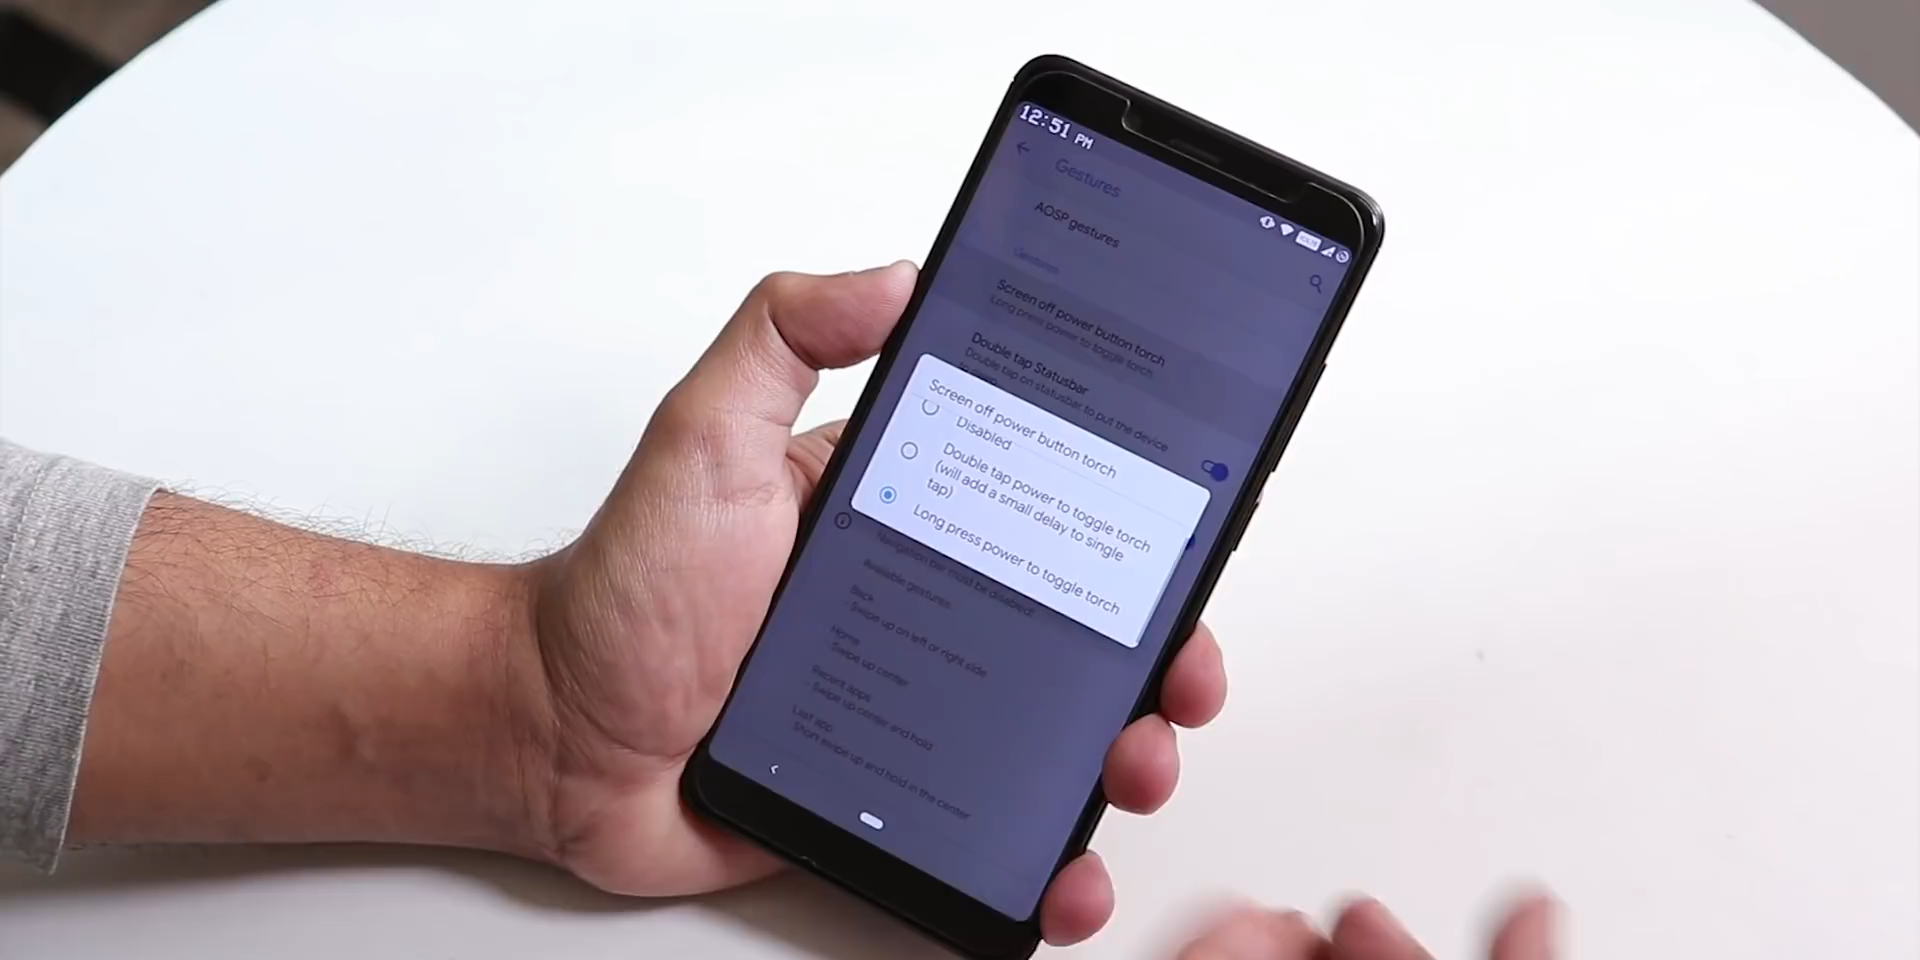 12:51 PM
Gestures
AOSP gestures
Gestures
Screen off power button torch
Long press power to toggle torch
Double tap Statusbar
Double tap on statusbar to put the device
to sleep
Screen off power button torch
Disabled
Double tap power to toggle torch
(will add a small delay to single
tap)
Long press power to toggle torch
Navigation bar must be disabled!
Available gestures:
Back
- Swipe up on left or right side
Home
- Swipe up center
Recent apps
- Swipe up center and hold
Last app
Short swipe up and hold in the center